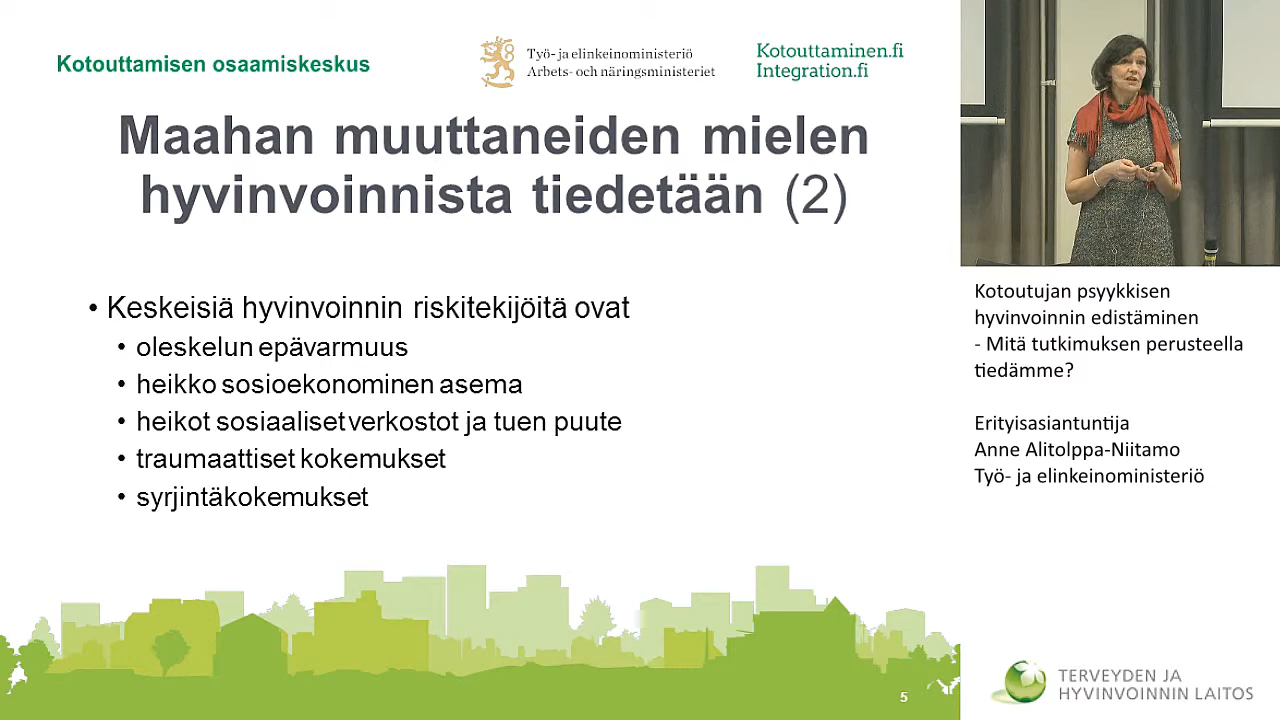 Kotouttamisen osaamiskeskus
Työ- ja elinkeinoministeriö
Arbets- och näringsministeriet
Kotouttaminen.fi
Integration.fi
Maahan muuttaneiden mielen
hyvinvoinnista tiedetään (2)
• Keskeisiä hyvinvoinnin riskitekijöitä ovat
• oleskelun epävarmuus
• heikko sosioekonominen asema
• heikot sosiaaliset verkostot ja tuen puute
• traumaattiset kokemukset
• syrjintäkokemukset
5
Kotoutujan psyykkisen
hyvinvoinnin edistäminen
- Mitä tutkimuksen perusteella
tiedämme?
Erityisasiantuntija
Anne Alitolppa-Niitamo
Työ- ja elinkeinoministeriö
TERVEYDEN JA
HYVINVOINNIN LAITOS